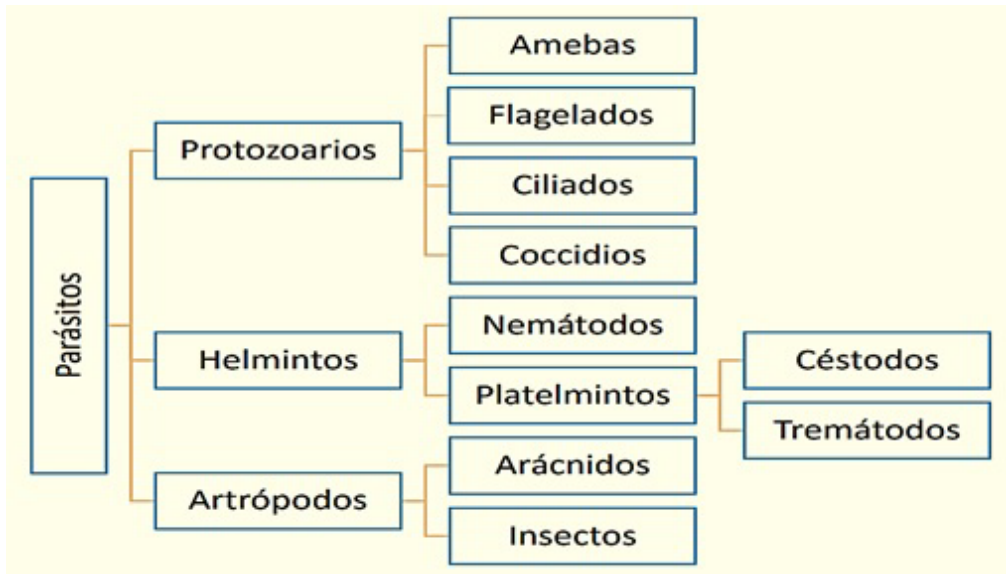 Parásitos
Protozoarios
Amebas
Flagelados
Ciliados
Coccidios
Helmintos
Nemátodos
Platelmintos
Céstodos
Tremátodos
Artrópodos
Arácnidos
Insectos